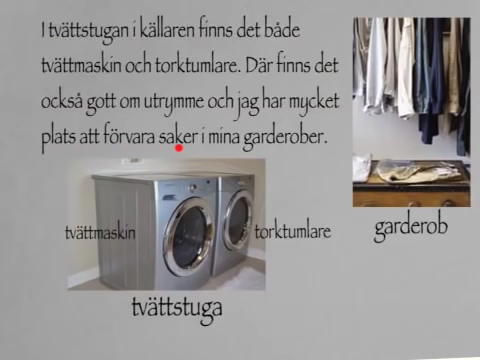 I tvättstugan i källaren finns det både
tvättmaskin och torktumlare. Där finns det
också gott om utrymme och jag har mycket
plats att förvara saker i mina garderober.
tvättmaskin
torktumlare
garderob
tvättstuga